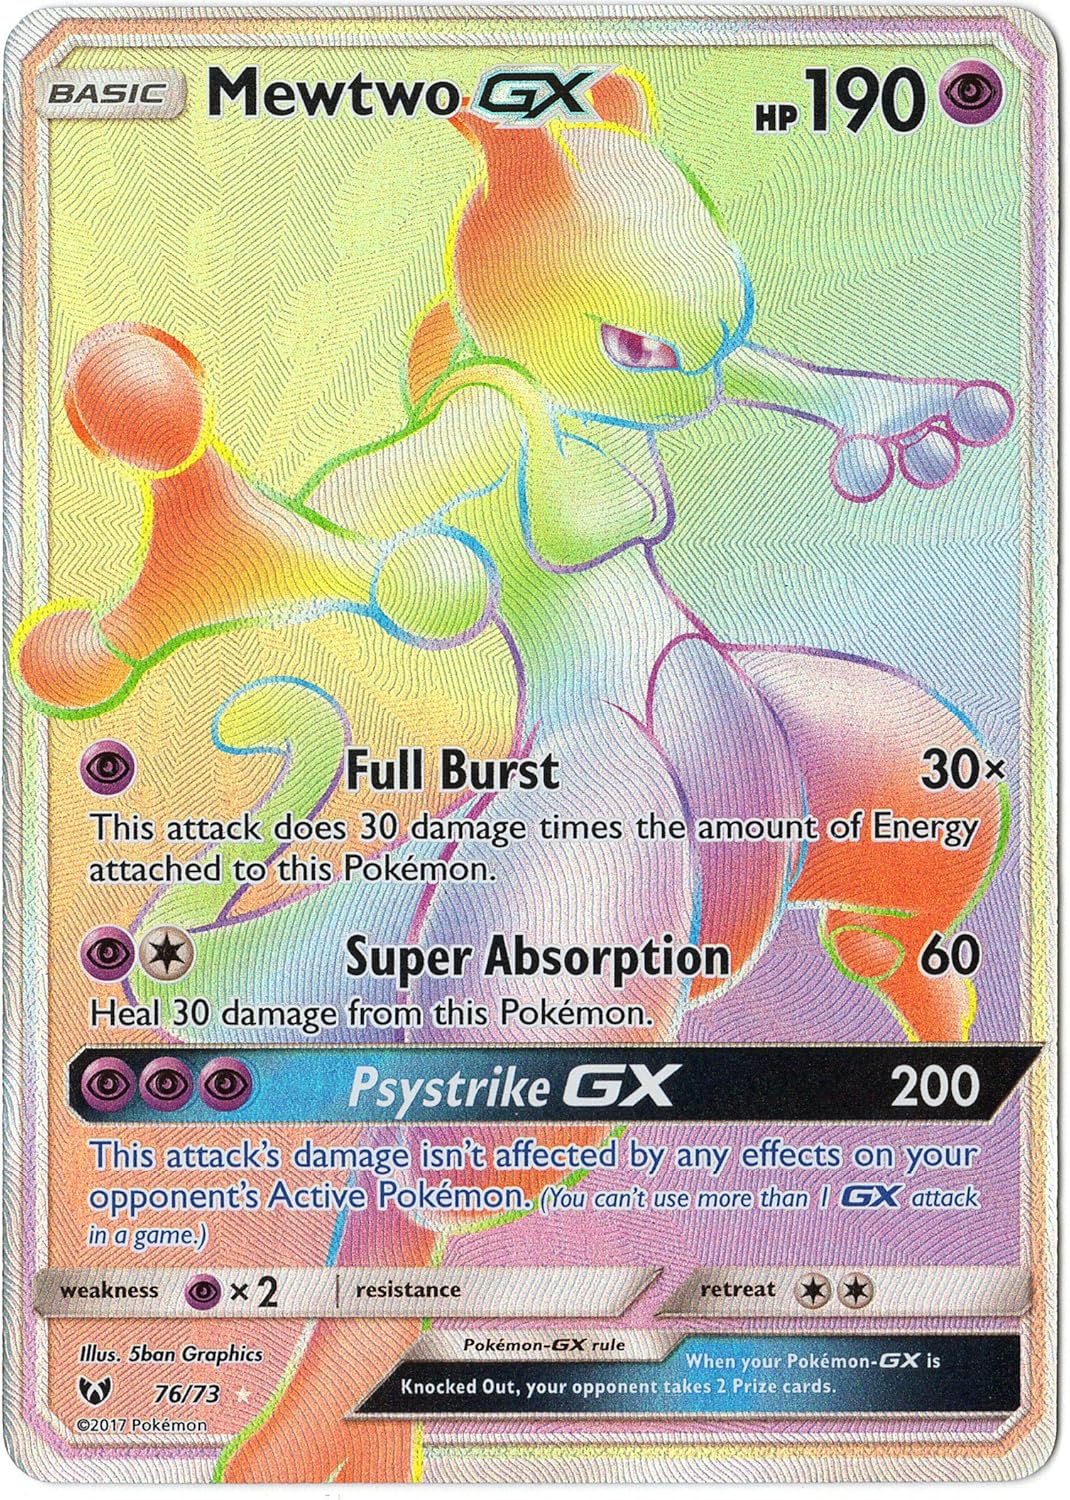 BASIC Mewtwo GX HP 190
Full Burst 30×
This attack does 30 damage times the amount of Energy
attached to this Pokémon.
Super Absorption 60
Heal 30 damage from this Pokémon.
Psystrike GX 200
This attack's damage isn't affected by any effects on your
opponent's Active Pokémon. (You can't use more than 1 GX attack
in a game.)
weakness ×2 resistance retreat
Illus. 5ban Graphics
76/73
©2017 Pokémon
Pokémon-GX rule
When your Pokémon-GX is
Knocked Out, your opponent takes 2 Prize cards.